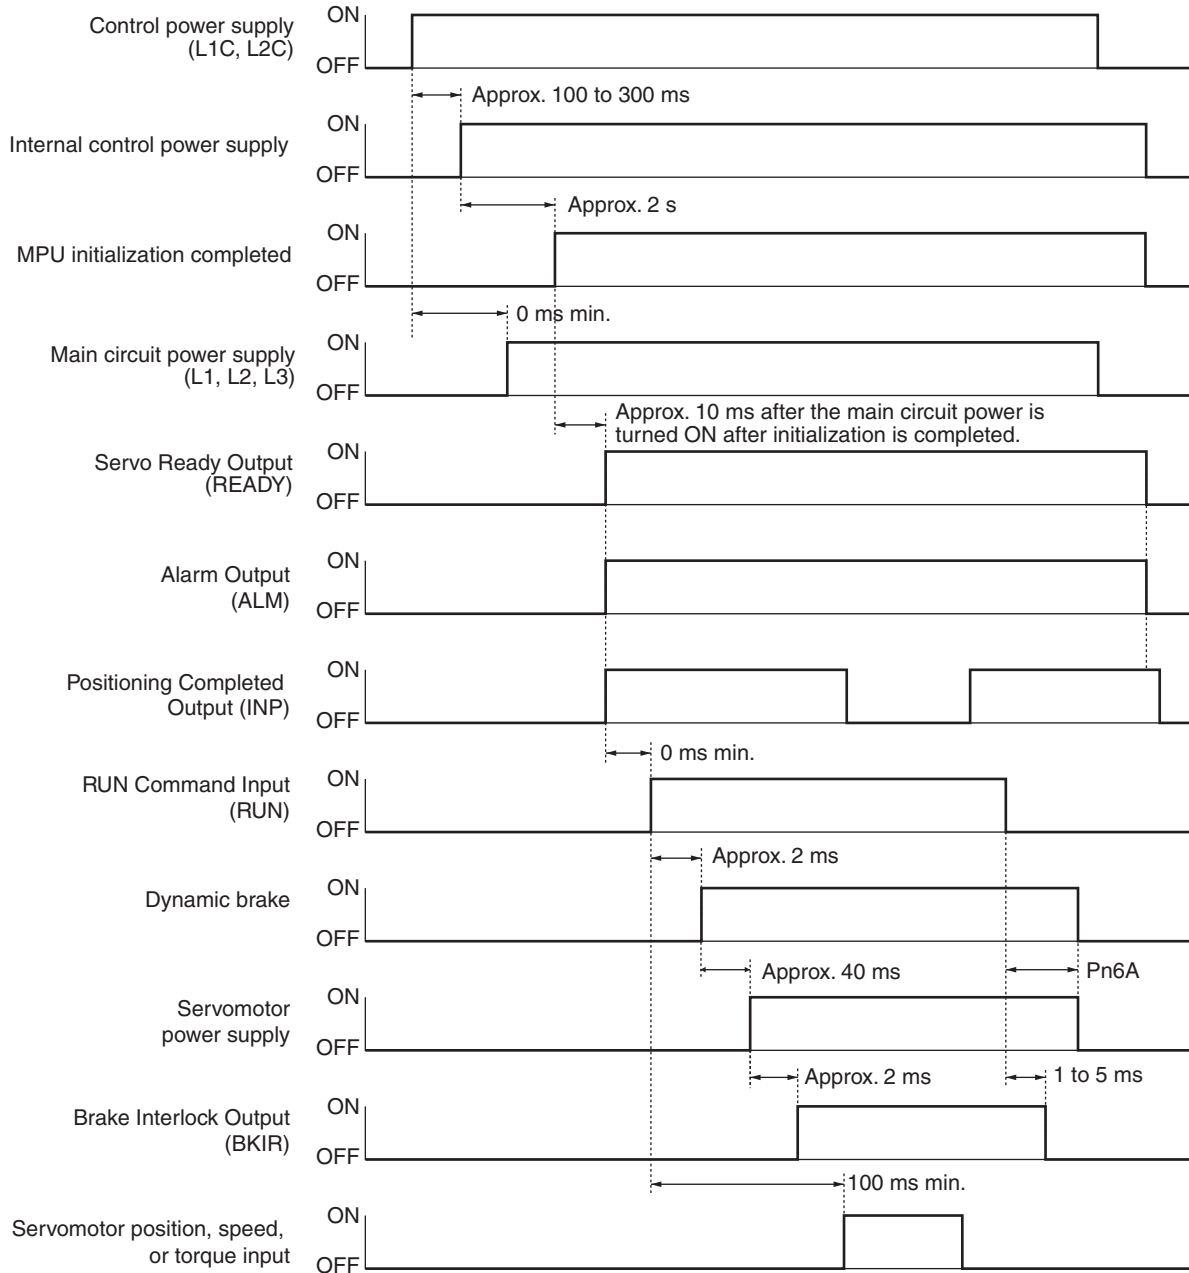 Control power supply
(L1C, L2C)
ON
OFF
Approx. 100 to 300 ms
Internal control power supply
ON
OFF
Approx. 2 s
MPU initialization completed
ON
OFF
0 ms min.
Main circuit power supply
(L1, L2, L3)
ON
OFF
Approx. 10 ms after the main circuit power is
turned ON after initialization is completed.
Servo Ready Output
(READY)
ON
OFF
Alarm Output
(ALM)
ON
OFF
Positioning Completed
Output (INP)
ON
OFF
0 ms min.
RUN Command Input
(RUN)
ON
OFF
Approx. 2 ms
Dynamic brake
ON
OFF
Approx. 40 ms
Pn6A
Servomotor
power supply
ON
OFF
Approx. 2 ms
1 to 5 ms
Brake Interlock Output
(BKIR)
ON
OFF
100 ms min.
Servomotor position, speed,
or torque input
ON
OFF